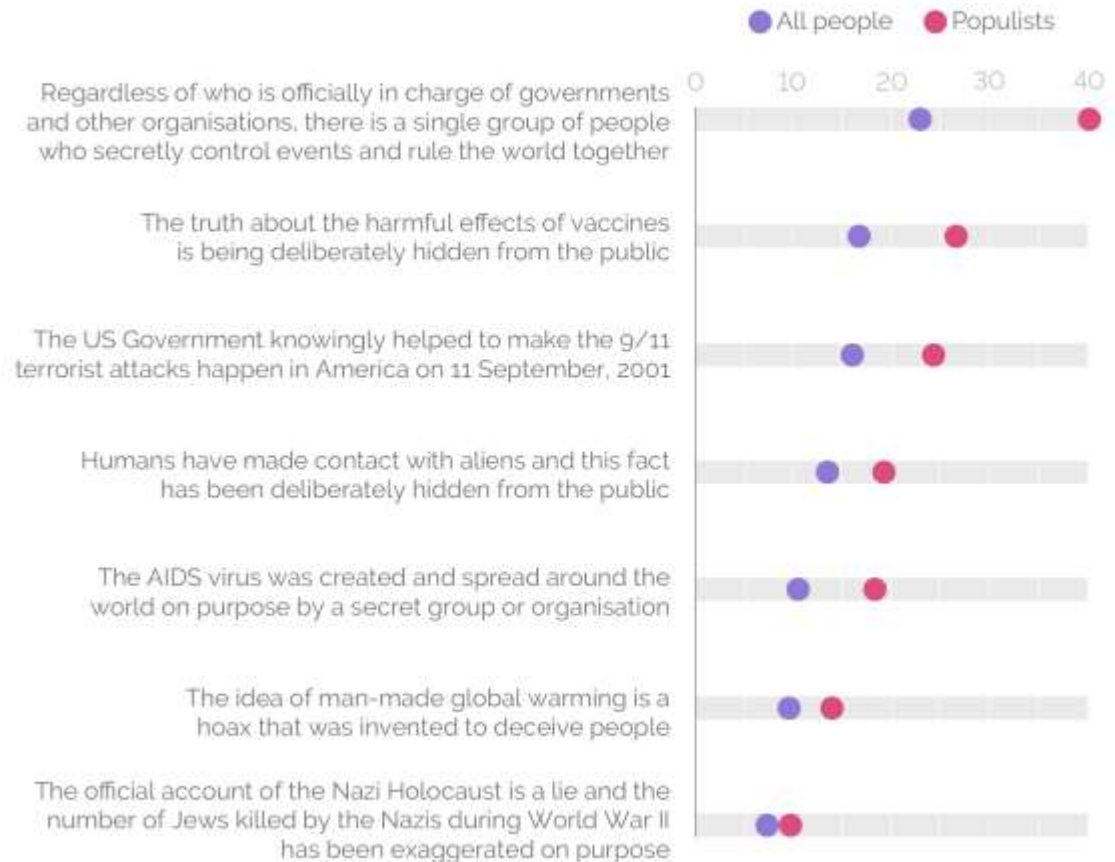 All people Populists
0 10 20 30 40
Regardless of who is officially in charge of governments
and other organisations, there is a single group of people
who secretly control events and rule the world together
The truth about the harmful effects of vaccines
is being deliberately hidden from the public
The US Government knowingly helped to make the 9/11
terrorist attacks happen in America on 11 September, 2001
Humans have made contact with aliens and this fact
has been deliberately hidden from the public
The AIDS virus was created and spread around the
world on purpose by a secret group or organisation
The idea of man-made global warming is a
hoax that was invented to deceive people
The official account of the Nazi Holocaust is a lie and the
number of Jews killed by the Nazis during World War II
has been exaggerated on purpose